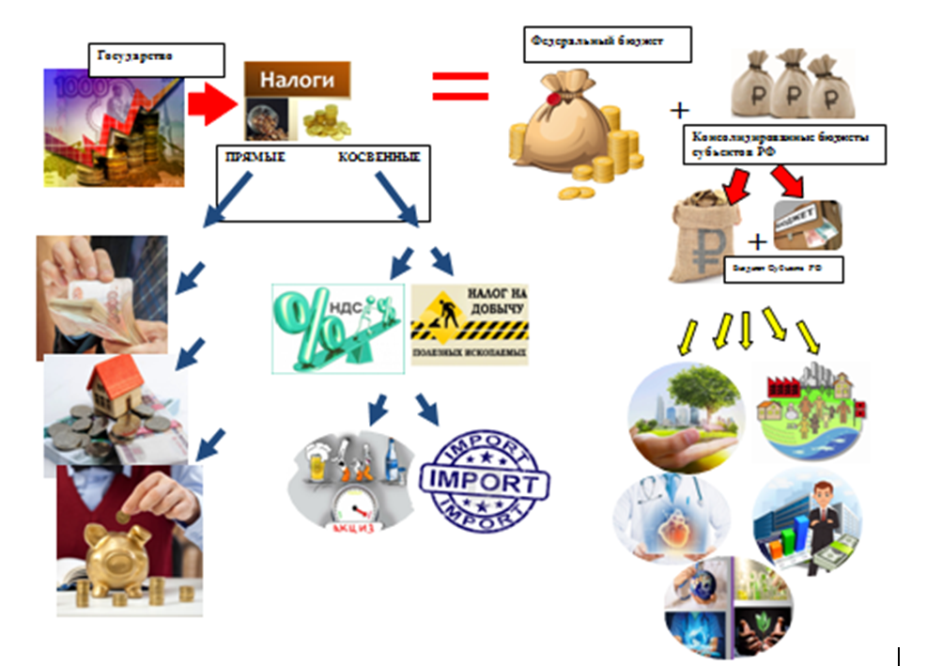 Государство
1000
Налоги
ПРЯМЫЕ КОСВЕННЫЕ
=
Федеральный бюджет
+
₽ ₽ ₽
Консолидированные бюджеты
субъектов РФ
₽
+
БЮДЖЕТ
Бюджет Субъекта РФ
% НДС %
НАЛОГ НА
ДОБЫЧУ
ПОЛЕЗНЫХ ИСКОПАЕМЫХ
АКЦИЗ
IMPORT
IMPORT
IMPORT